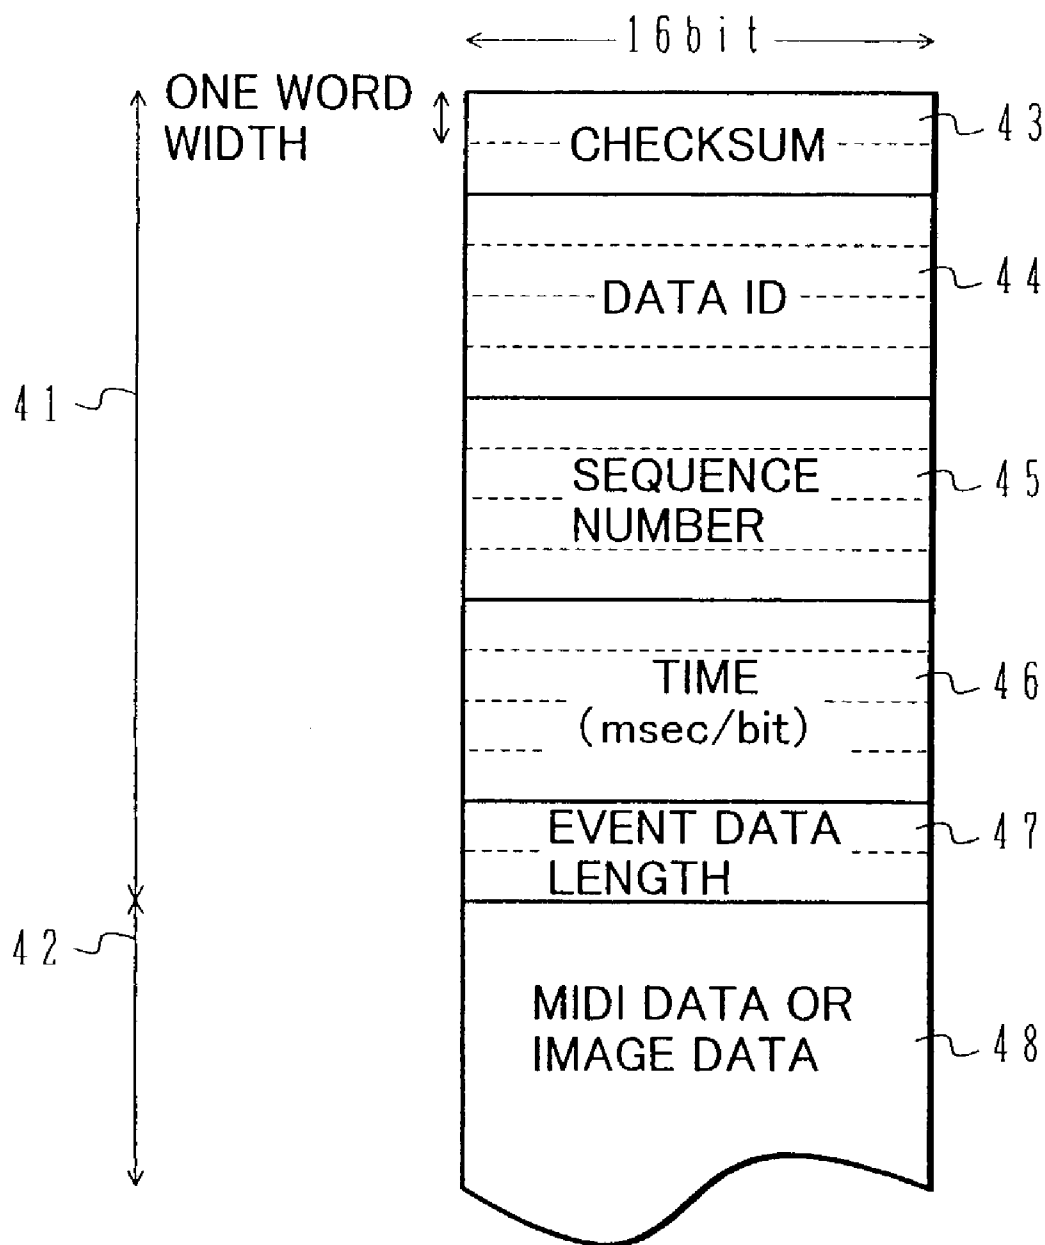 16bit
ONE WORD
WIDTH
CHECKSUM
43
DATA ID
44
41
SEQUENCE
NUMBER
45
TIME
(msec/bit)
46
EVENT DATA
LENGTH
47
42
MIDI DATA OR
IMAGE DATA
48